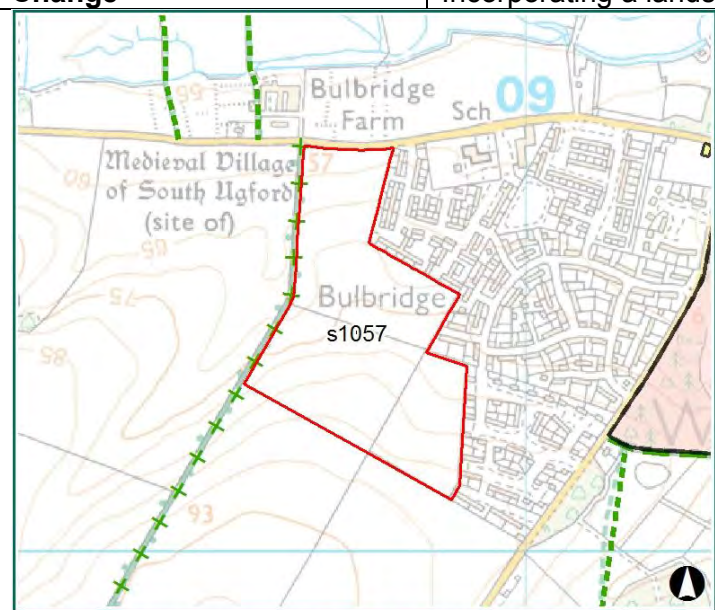 Change
Incorporating a lands
Bulbridge
Farm
Sch
09
57
Medieval Village
of South Ugford
(site of)
60
65
75
85
Bulbridge
s1057
93
W